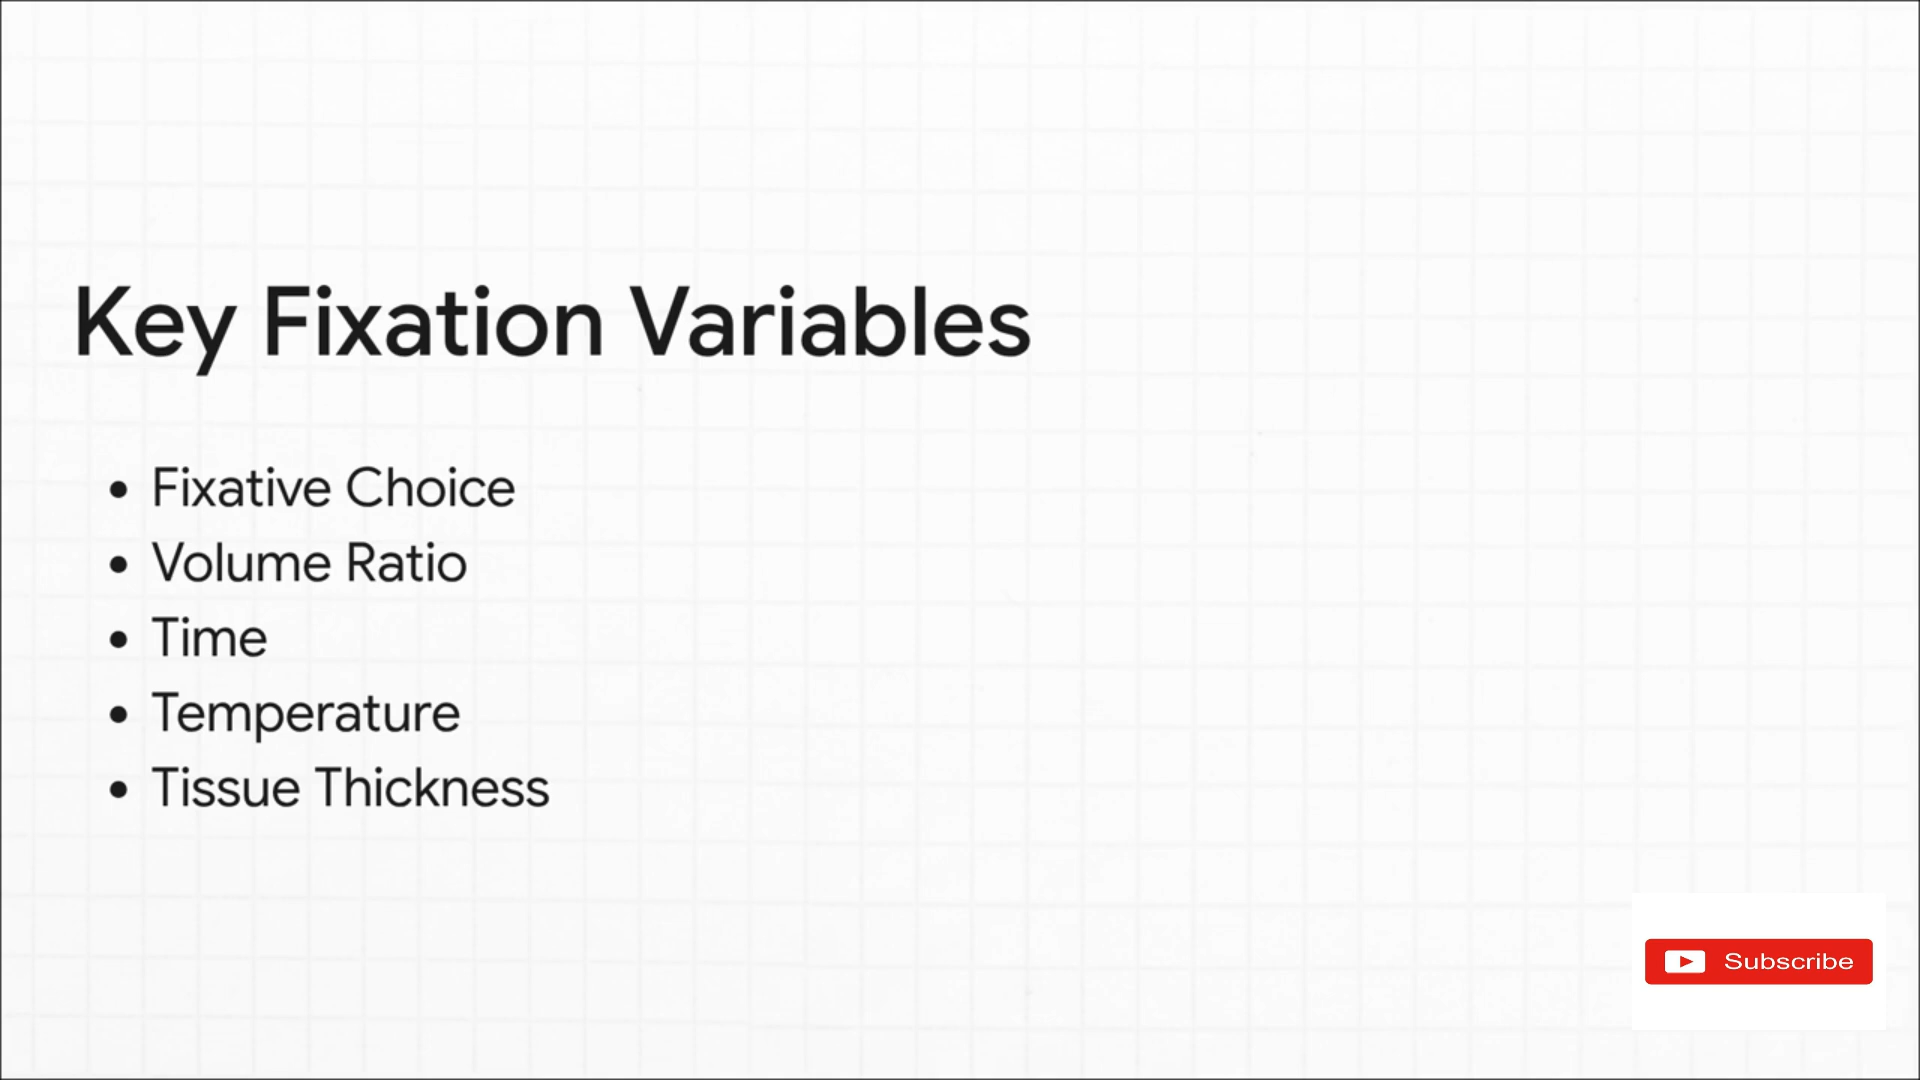 Key Fixation Variables
• Fixative Choice
• Volume Ratio
• Time
• Temperature
• Tissue Thickness
Subscribe